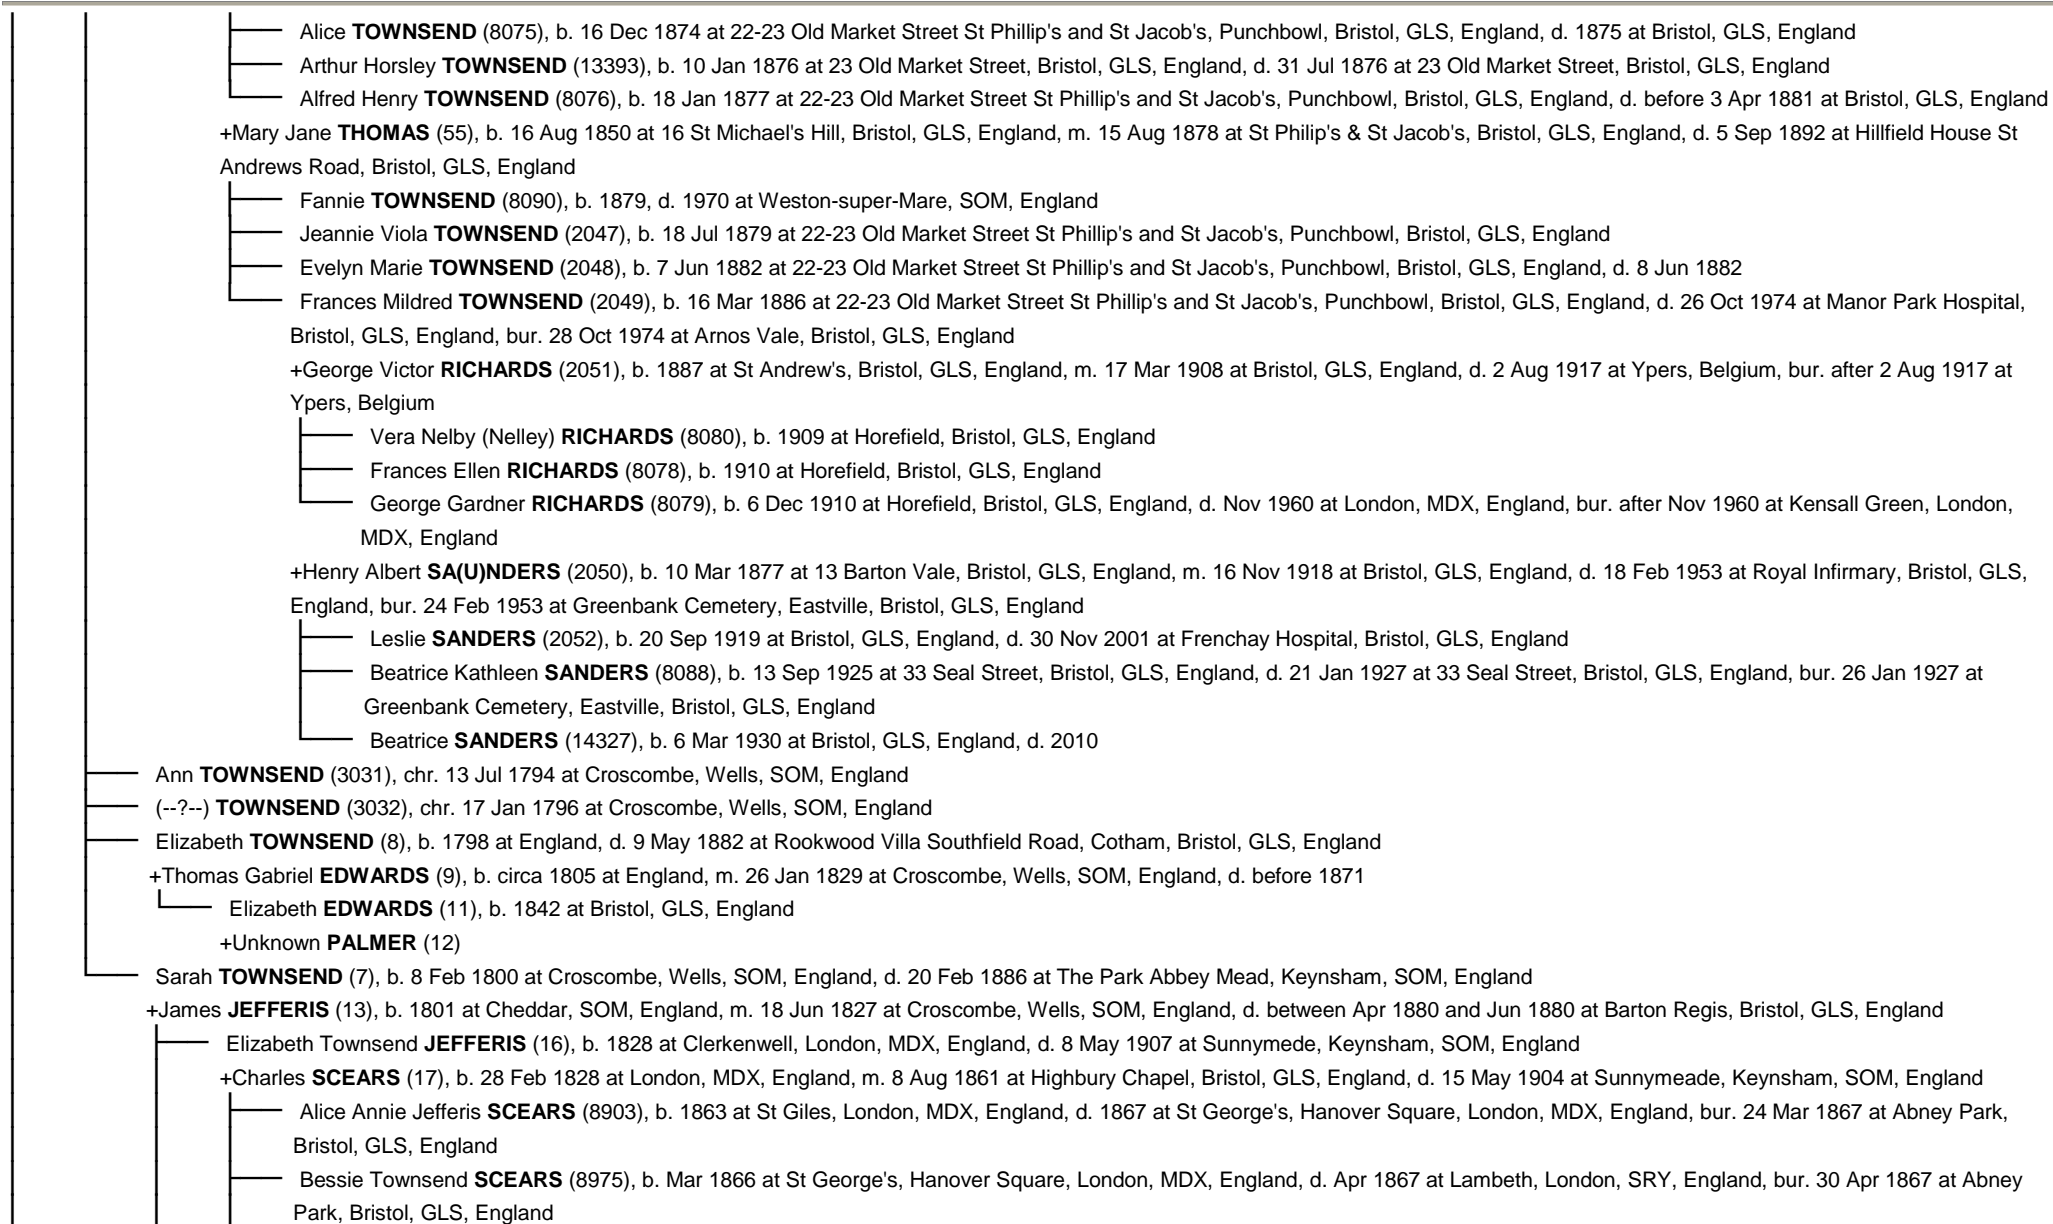 Alice TOWNSEND (8075), b. 16 Dec 1874 at 22-23 Old Market Street St Phillip's and St Jacob's, Punchbowl, Bristol, GLS, England, d. 1875 at Bristol, GLS, England
Arthur Horsley TOWNSEND (13393), b. 10 Jan 1876 at 23 Old Market Street, Bristol, GLS, England, d. 31 Jul 1876 at 23 Old Market Street, Bristol, GLS, England
Alfred Henry TOWNSEND (8076), b. 18 Jan 1877 at 22-23 Old Market Street St Phillip's and St Jacob's, Punchbowl, Bristol, GLS, England, d. before 3 Apr 1881 at Bristol, GLS, England
+Mary Jane THOMAS (55), b. 16 Aug 1850 at 16 St Michael's Hill, Bristol, GLS, England, m. 15 Aug 1878 at St Philip's & St Jacob's, Bristol, GLS, England, d. 5 Sep 1892 at Hillfield House St
Andrews Road, Bristol, GLS, England
Fannie TOWNSEND (8090), b. 1879, d. 1970 at Weston-super-Mare, SOM, England
Jeannie Viola TOWNSEND (2047), b. 18 Jul 1879 at 22-23 Old Market Street St Phillip's and St Jacob's, Punchbowl, Bristol, GLS, England
Evelyn Marie TOWNSEND (2048), b. 7 Jun 1882 at 22-23 Old Market Street St Phillip's and St Jacob's, Punchbowl, Bristol, GLS, England, d. 8 Jun 1882
Frances Mildred TOWNSEND (2049), b. 16 Mar 1886 at 22-23 Old Market Street St Phillip's and St Jacob's, Punchbowl, Bristol, GLS, England, d. 26 Oct 1974 at Manor Park Hospital,
Bristol, GLS, England, bur. 28 Oct 1974 at Arnos Vale, Bristol, GLS, England
+George Victor RICHARDS (2051), b. 1887 at St Andrew's, Bristol, GLS, England, m. 17 Mar 1908 at Bristol, GLS, England, d. 2 Aug 1917 at Ypers, Belgium, bur. after 2 Aug 1917 at
Ypers, Belgium
Vera Nelby (Nelley) RICHARDS (8080), b. 1909 at Horefield, Bristol, GLS, England
Frances Ellen RICHARDS (8078), b. 1910 at Horefield, Bristol, GLS, England
George Gardner RICHARDS (8079), b. 6 Dec 1910 at Horefield, Bristol, GLS, England, d. Nov 1960 at London, MDX, England, bur. after Nov 1960 at Kensall Green, London,
MDX, England
+Henry Albert SA(U)NDERS (2050), b. 10 Mar 1877 at 13 Barton Vale, Bristol, GLS, England, m. 16 Nov 1918 at Bristol, GLS, England, d. 18 Feb 1953 at Royal Infirmary, Bristol, GLS,
England, bur. 24 Feb 1953 at Greenbank Cemetery, Eastville, Bristol, GLS, England
Leslie SANDERS (2052), b. 20 Sep 1919 at Bristol, GLS, England, d. 30 Nov 2001 at Frenchay Hospital, Bristol, GLS, England
Beatrice Kathleen SANDERS (8088), b. 13 Sep 1925 at 33 Seal Street, Bristol, GLS, England, d. 21 Jan 1927 at 33 Seal Street, Bristol, GLS, England, bur. 26 Jan 1927 at
Greenbank Cemetery, Eastville, Bristol, GLS, England
Beatrice SANDERS (14327), b. 6 Mar 1930 at Bristol, GLS, England, d. 2010
Ann TOWNSEND (3031), chr. 13 Jul 1794 at Croscombe, Wells, SOM, England
(--?--) TOWNSEND (3032), chr. 17 Jan 1796 at Croscombe, Wells, SOM, England
Elizabeth TOWNSEND (8), b. 1798 at England, d. 9 May 1882 at Rookwood Villa Southfield Road, Cotham, Bristol, GLS, England
+Thomas Gabriel EDWARDS (9), b. circa 1805 at England, m. 26 Jan 1829 at Croscombe, Wells, SOM, England, d. before 1871
Elizabeth EDWARDS (11), b. 1842 at Bristol, GLS, England
+Unknown PALMER (12)
Sarah TOWNSEND (7), b. 8 Feb 1800 at Croscombe, Wells, SOM, England, d. 20 Feb 1886 at The Park Abbey Mead, Keynsham, SOM, England
+James JEFFERIS (13), b. 1801 at Cheddar, SOM, England, m. 18 Jun 1827 at Croscombe, Wells, SOM, England, d. between Apr 1880 and Jun 1880 at Barton Regis, Bristol, GLS, England
Elizabeth Townsend JEFFERIS (16), b. 1828 at Clerkenwell, London, MDX, England, d. 8 May 1907 at Sunnymede, Keynsham, SOM, England
+Charles SCEARS (17), b. 28 Feb 1828 at London, MDX, England, m. 8 Aug 1861 at Highbury Chapel, Bristol, GLS, England, d. 15 May 1904 at Sunnymeade, Keynsham, SOM, England
Alice Annie Jefferis SCEARS (8903), b. 1863 at St Giles, London, MDX, England, d. 1867 at St George's, Hanover Square, London, MDX, England, bur. 24 Mar 1867 at Abney Park,
Bristol, GLS, England
Bessie Townsend SCEARS (8975), b. Mar 1866 at St George's, Hanover Square, London, MDX, England, d. Apr 1867 at Lambeth, London, SRY, England, bur. 30 Apr 1867 at Abney
Park, Bristol, GLS, England